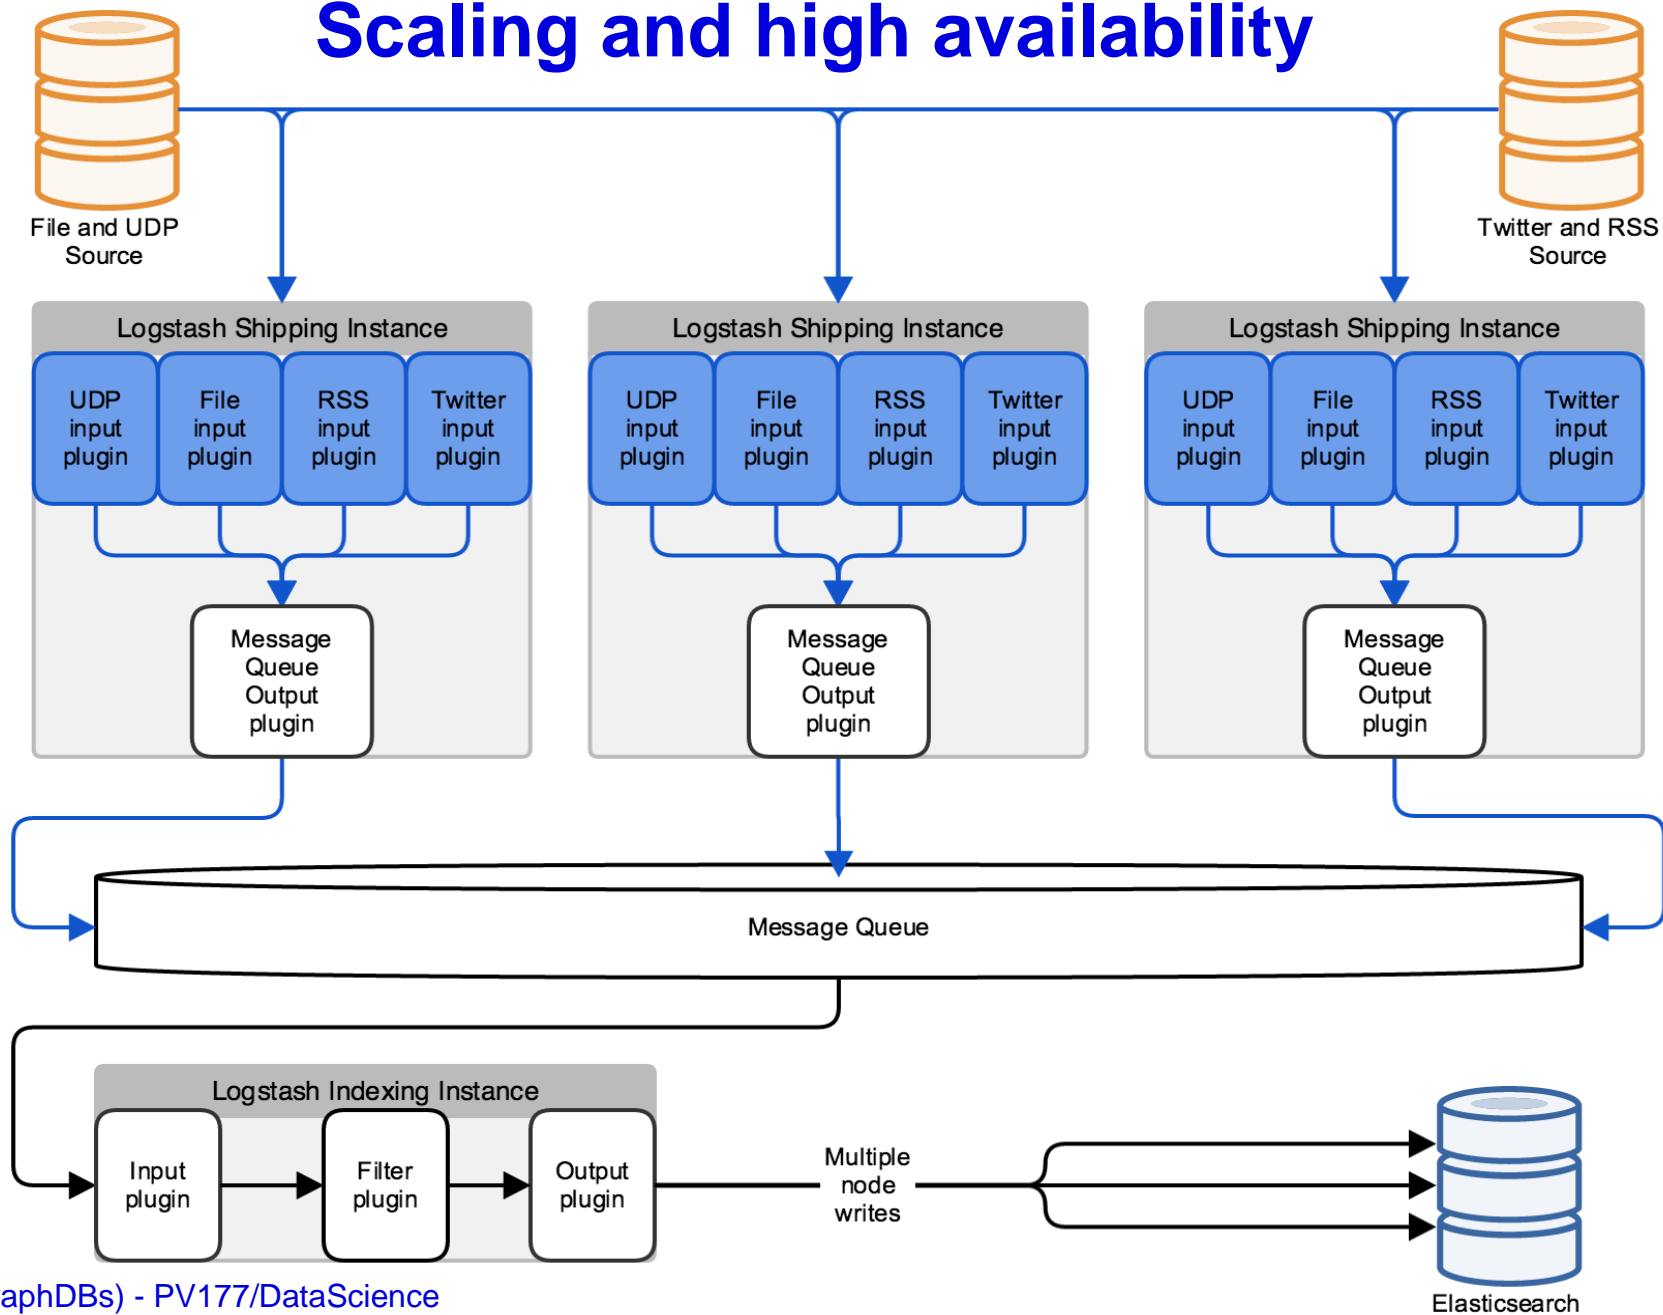 Scaling and high availability
File and UDP
Source
Twitter and RSS
Source
Logstash Shipping Instance
UDP
input
plugin
File
input
plugin
RSS
input
plugin
Twitter
input
plugin
Message
Queue
Output
plugin
Logstash Shipping Instance
UDP
input
plugin
File
input
plugin
RSS
input
plugin
Twitter
input
plugin
Message
Queue
Output
plugin
Logstash Shipping Instance
UDP
input
plugin
File
input
plugin
RSS
input
plugin
Twitter
input
plugin
Message
Queue
Output
plugin
Message Queue
Logstash Indexing Instance
Input
plugin
Filter
plugin
Output
plugin
Multiple
node
writes
Elasticsearch
aphDBs) - PV177/DataScience